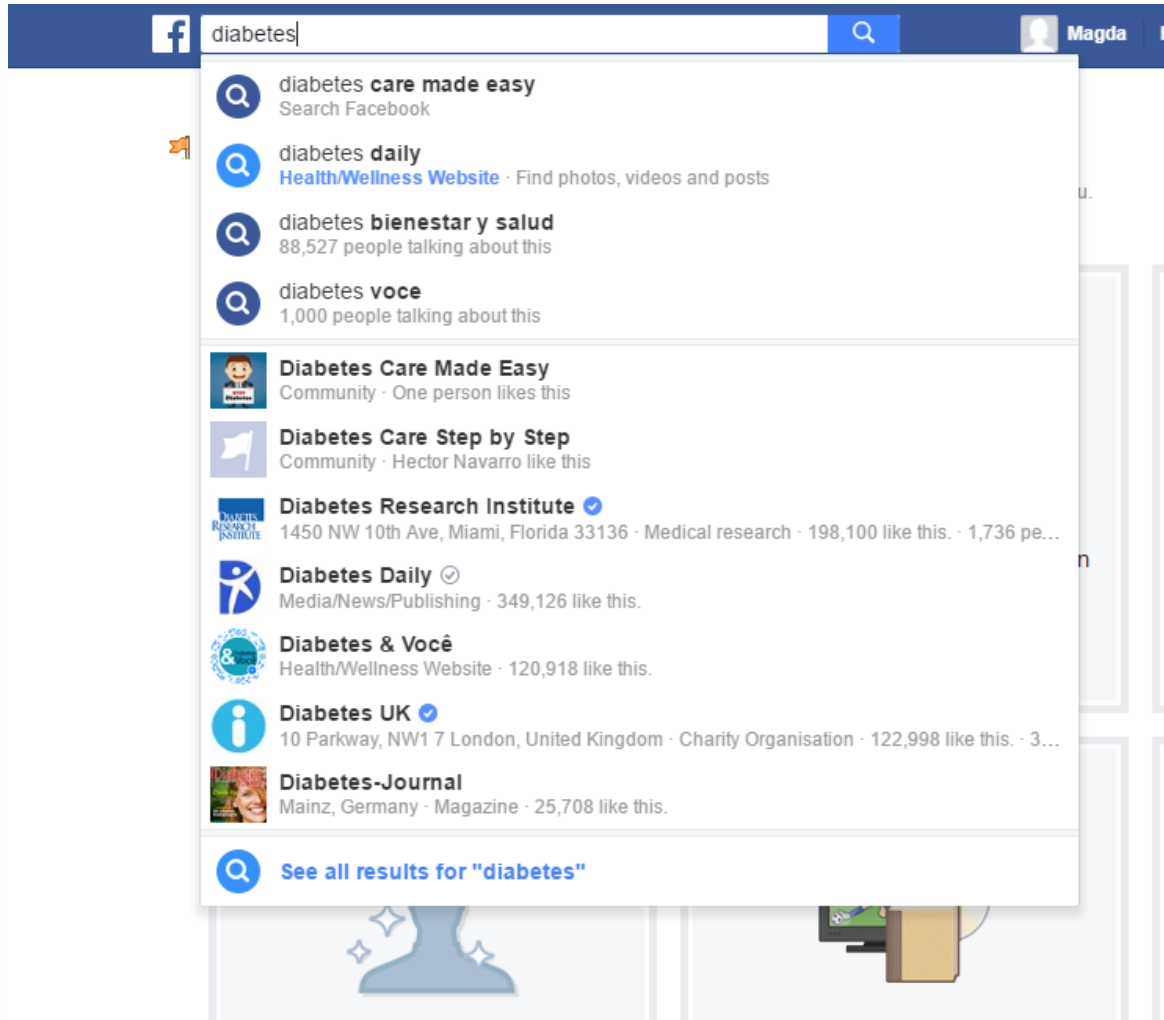 diabetes
Magda
diabetes care made easy
Search Facebook
diabetes daily
Health/Wellness Website · Find photos, videos and posts
u.
diabetes bienestar y salud
88,527 people talking about this
diabetes voce
1,000 people talking about this
Diabetes Care Made Easy
Community · One person likes this
Diabetes Care Step by Step
Community · Hector Navarro like this
DIABETES
RESEARCH
INSTITUTE
Diabetes Research Institute
1450 NW 10th Ave, Miami, Florida 33136 · Medical research · 198,100 like this. · 1,736 pe...
n
Diabetes Daily
Media/News/Publishing · 349,126 like this.
Diabetes & Você
Health/Wellness Website · 120,918 like this.
Diabetes UK
10 Parkway, NW1 7 London, United Kingdom · Charity Organisation · 122,998 like this. · 3...
Diabetes-Journal
Mainz, Germany · Magazine · 25,708 like this.
See all results for "diabetes"